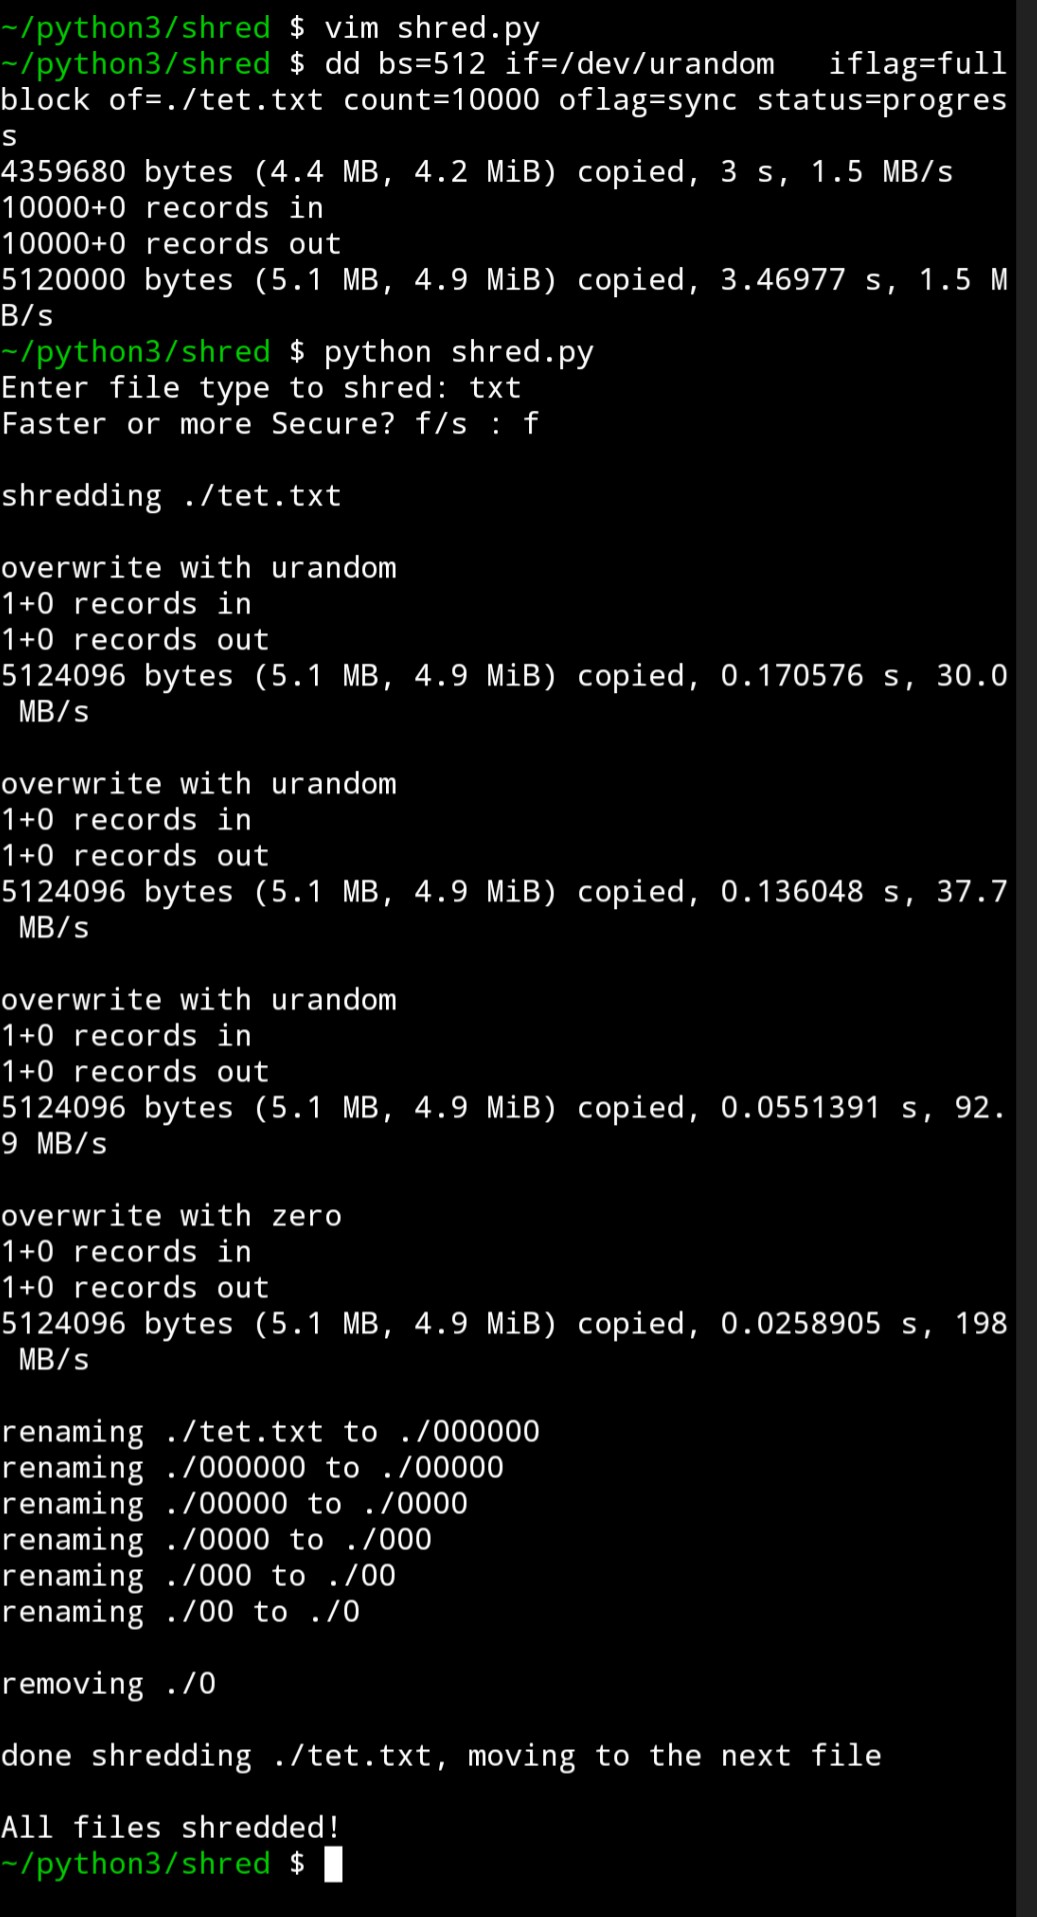 ~/python3/shred $ vim shred.py
~/python3/shred $ dd bs=512 if=/dev/urandom   iflag=full
block of=./tet.txt count=10000 oflag=sync status=progres
s
4359680 bytes (4.4 MB, 4.2 MiB) copied, 3 s, 1.5 MB/s
10000+0 records in
10000+0 records out
5120000 bytes (5.1 MB, 4.9 MiB) copied, 3.46977 s, 1.5 M
B/s
~/python3/shred $ python shred.py
Enter file type to shred: txt
Faster or more Secure? f/s : f

shredding ./tet.txt

overwrite with urandom
1+0 records in
1+0 records out
5124096 bytes (5.1 MB, 4.9 MiB) copied, 0.170576 s, 30.0
 MB/s

overwrite with urandom
1+0 records in
1+0 records out
5124096 bytes (5.1 MB, 4.9 MiB) copied, 0.136048 s, 37.7
 MB/s

overwrite with urandom
1+0 records in
1+0 records out
5124096 bytes (5.1 MB, 4.9 MiB) copied, 0.0551391 s, 92.
9 MB/s

overwrite with zero
1+0 records in
1+0 records out
5124096 bytes (5.1 MB, 4.9 MiB) copied, 0.0258905 s, 198
 MB/s

renaming ./tet.txt to ./000000
renaming ./000000 to ./00000
renaming ./00000 to ./0000
renaming ./0000 to ./000
renaming ./000 to ./00
renaming ./00 to ./0

removing ./0

done shredding ./tet.txt, moving to the next file

All files shredded!
~/python3/shred $